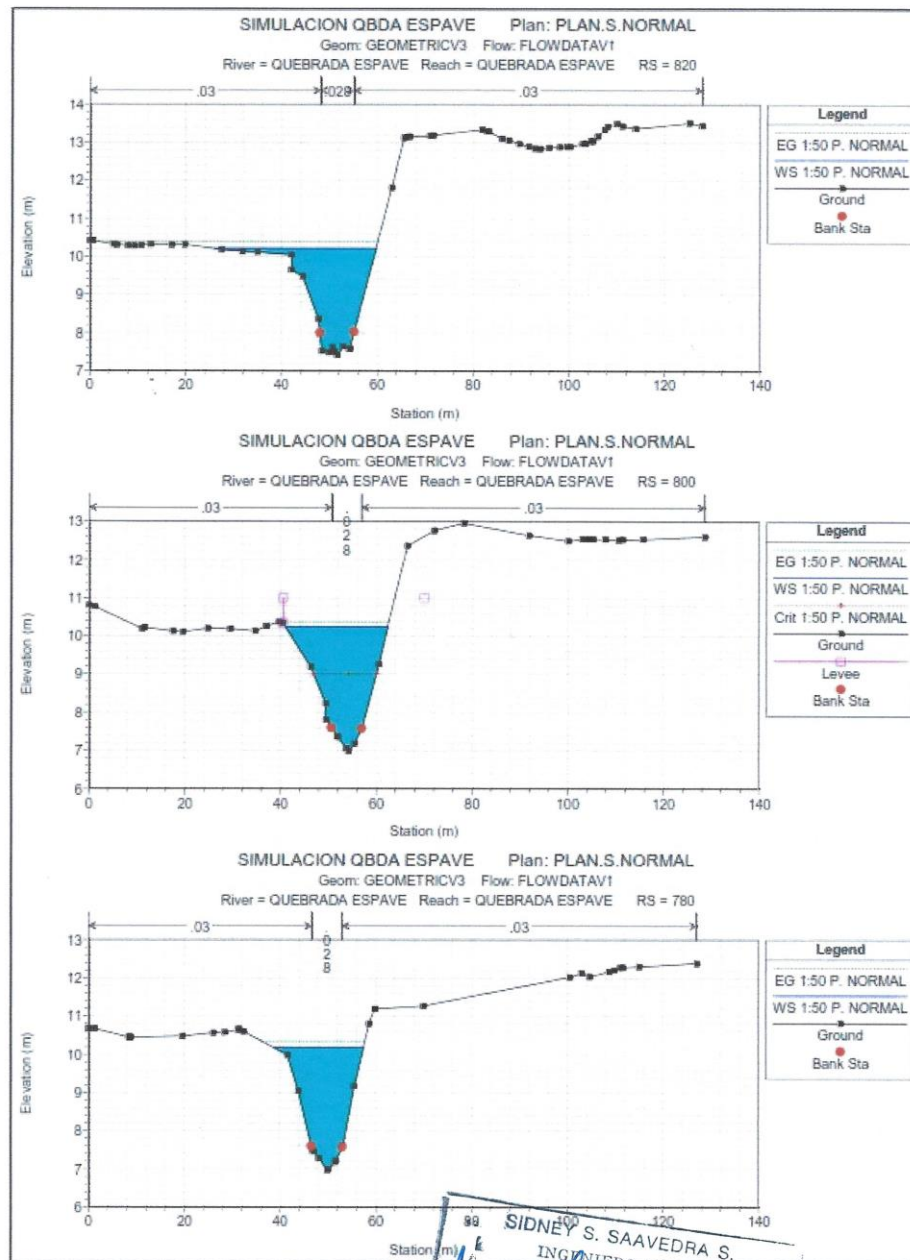 SIMULACION QBDA ESPAVE Plan: PLAN.S.NORMAL
Geom: GEOMETRICV3 Flow: FLOWDATAV1
River = QUEBRADA ESPAVE Reach = QUEBRADA ESPAVE RS = 820
.03 .028 .03
14
13
12
11
10
9
8
7
Elevation (m)
0 20 40 60 80 100 120 140
Station (m)
Legend
EG 1:50 P. NORMAL
WS 1:50 P. NORMAL
Ground
Bank Sta
SIMULACION QBDA ESPAVE Plan: PLAN.S.NORMAL
Geom: GEOMETRICV3 Flow: FLOWDATAV1
River = QUEBRADA ESPAVE Reach = QUEBRADA ESPAVE RS = 800
.03 .028 .03
13
12
11
10
9
8
7
6
Elevation (m)
0 20 40 60 80 100 120 140
Station (m)
Legend
EG 1:50 P. NORMAL
WS 1:50 P. NORMAL
Crit 1:50 P. NORMAL
Ground
Levee
Bank Sta
SIMULACION QBDA ESPAVE Plan: PLAN.S.NORMAL
Geom: GEOMETRICV3 Flow: FLOWDATAV1
River = QUEBRADA ESPAVE Reach = QUEBRADA ESPAVE RS = 780
.03 .028 .03
13
12
11
10
9
8
7
6
Elevation (m)
0 20 40 60 80 100 120 140
Station (m)
Legend
EG 1:50 P. NORMAL
WS 1:50 P. NORMAL
Ground
Bank Sta
SIDNEY S. SAAVEDRA S.